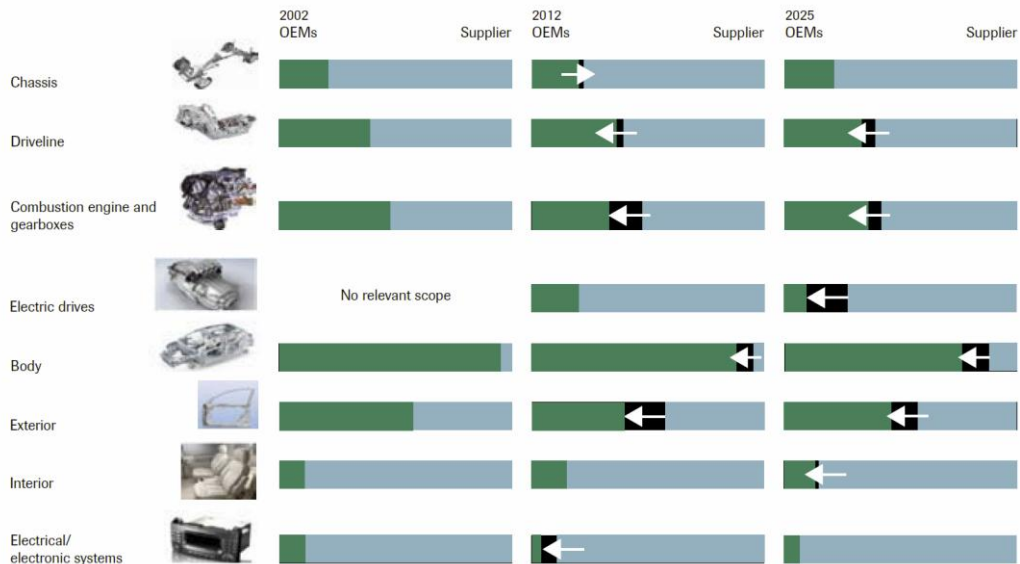 2002
OEMs Supplier
2012
OEMs Supplier
2025
OEMs Supplier
Chassis
Driveline
Combustion engine and
gearboxes
Electric drives
No relevant scope
Body
Exterior
Interior
Electrical/
electronic systems